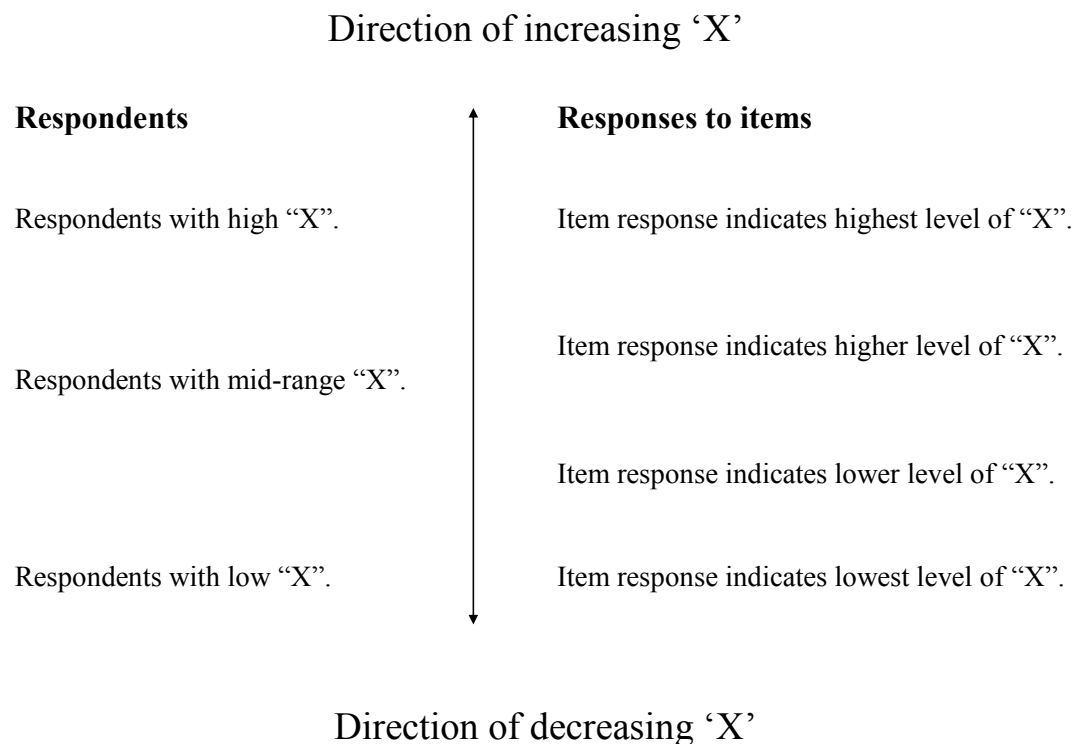 Direction of increasing ‘X’
Respondents
Responses to items
Respondents with high “X”.
Item response indicates highest level of “X”.
Item response indicates higher level of “X”.
Respondents with mid-range “X”.
Item response indicates lower level of “X”.
Respondents with low “X”.
Item response indicates lowest level of “X”.
Direction of decreasing ‘X’